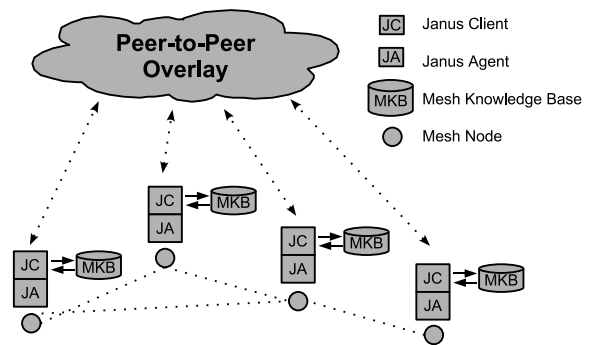 Peer-to-Peer
Overlay
JC Janus Client
JA Janus Agent
MKB Mesh Knowledge Base
Mesh Node
JC MKB
JA
JC MKB
JA
JC MKB
JA
JC MKB
JA